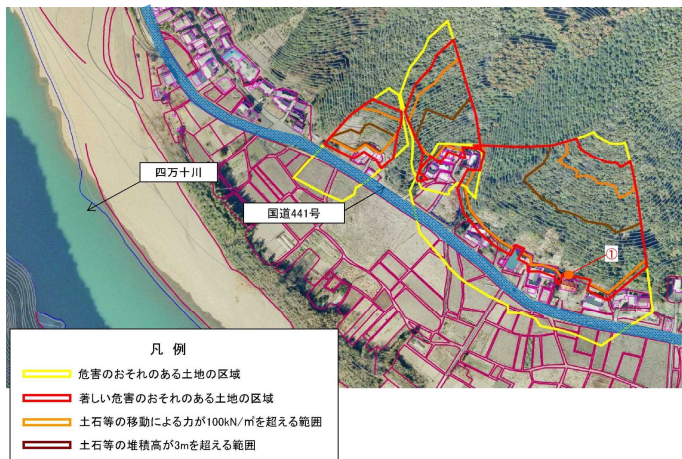 四万十川
国道441号
①
凡 例
危害のおそれのある土地の区域
著しい危害のおそれのある土地の区域
土石等の移動による力が100kN/㎡を超える範囲
土石等の堆積高が3mを超える範囲